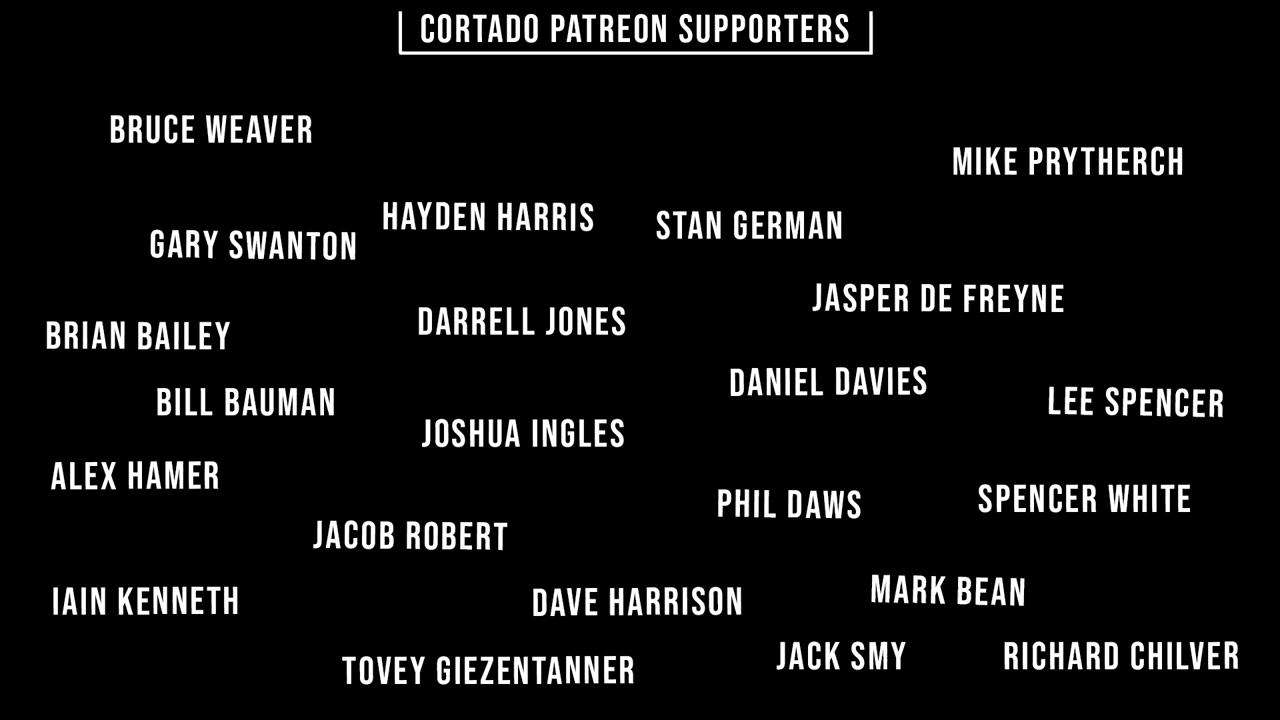 CORTADO PATREON SUPPORTERS
BRUCE WEAVER
MIKE PRYTHERCH
HAYDEN HARRIS
STAN GERMAN
GARY SWANTON
JASPER DE FREYNE
DARRELL JONES
BRIAN BAILEY
DANIEL DAVIES
LEE SPENCER
BILL BAUMAN
JOSHUA INGLES
ALEX HAMER
PHIL DAWS
SPENCER WHITE
JACOB ROBERT
IAIN KENNETH
DAVE HARRISON
MARK BEAN
TOVEY GIEZENTANNER
JACK SMY
RICHARD CHILVER